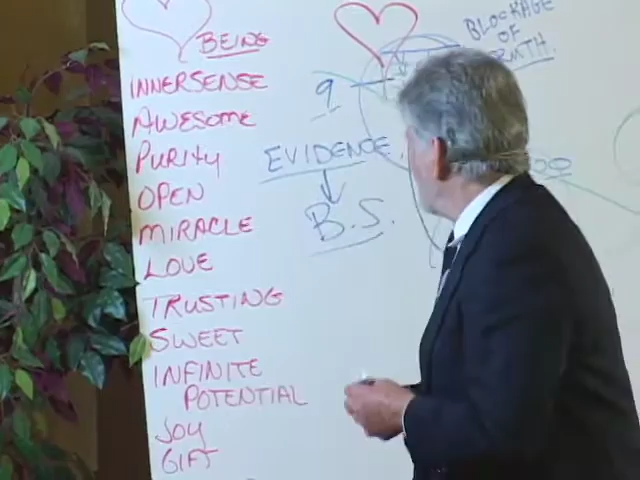 BEING
INNERSENSE
AWESOME
PURITY
OPEN
MIRACLE
LOVE
TRUSTING
SWEET
INFINITE
POTENTIAL
JOY
GIFT
BLOCKAGE
OF
9
EVIDENCE
B.S.